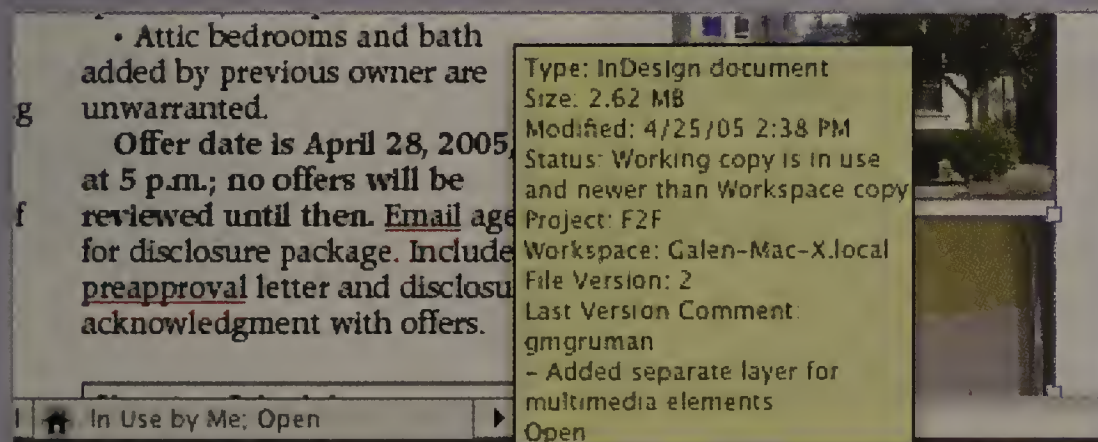 • Attic bedrooms and bath
added by previous owner are
g unwarranted.
Offer date is April 28, 2005,
at 5 p.m.; no offers will be
f reviewed until then. Email age
for disclosure package. Include
preapproval letter and disclosu
acknowledgment with offers.
In Use by Me; Open
Type: InDesign document
Size: 2.62 MB
Modified: 4/25/05 2:38 PM
Status: Working copy is in use
and newer than Workspace copy
Project: F2F
Workspace: Galen-Mac-X.local
File Version: 2
Last Version Comment:
gmgruman
– Added separate layer for
multimedia elements
Open